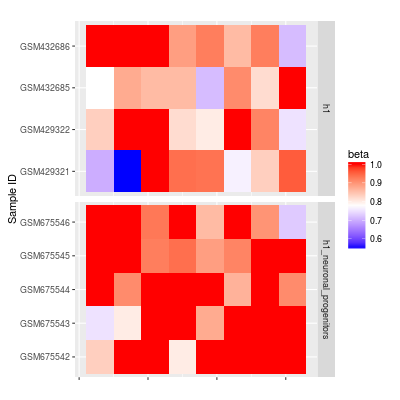 GSM432686
GSM432685
GSM429322
GSM429321
h1
GSM675546
GSM675545
GSM675544
GSM675543
GSM675542
h1_neuronal_progenitors
Sample ID
beta
1.0
0.9
0.8
0.7
0.6